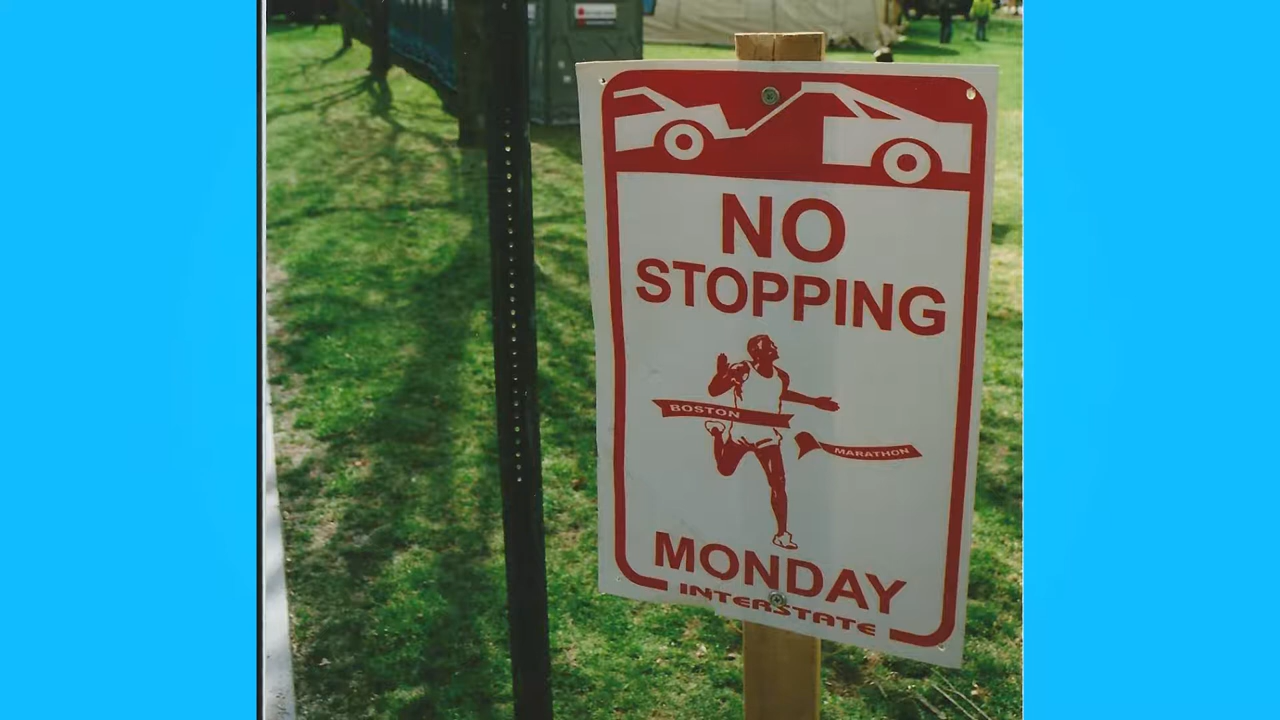 NO
STOPPING
BOSTON
MARATHON
MONDAY
INTERSTATE